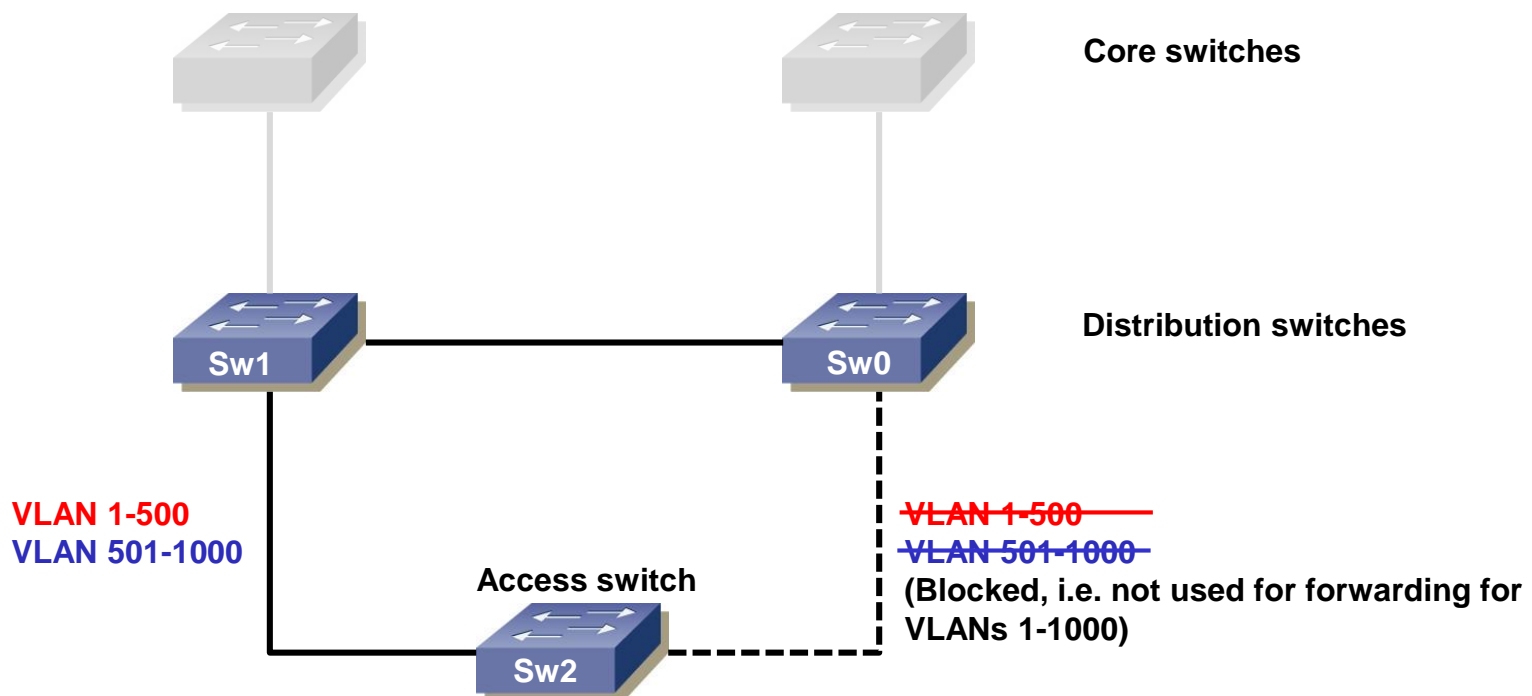 Core switches
Distribution switches
Sw1
Sw0
VLAN 1-500
VLAN 501-1000
VLAN 1-500
VLAN 501-1000
(Blocked, i.e. not used for forwarding for
VLANs 1-1000)
Access switch
Sw2